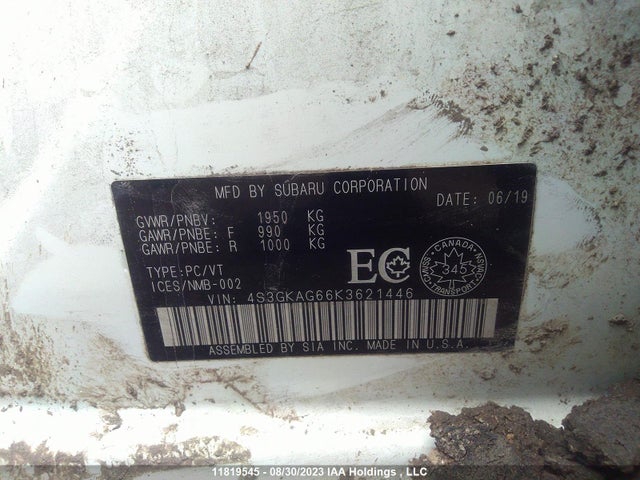 MFD BY SUBARU CORPORATION
DATE: 06/19
GVWR/PNBV: 1950 KG
GAWR/PNBE: F 990 KG
GAWR/PNBE: R 1000 KG
TYPE:PC/VT
ICES/NMB-002
EC
CANADA
345
VIN: 4S3GKAG66K3621446
ASSEMBLED BY SIA INC. MADE IN U.S.A.
11819545 - 08/30/2023 IAA Holdings , LLC